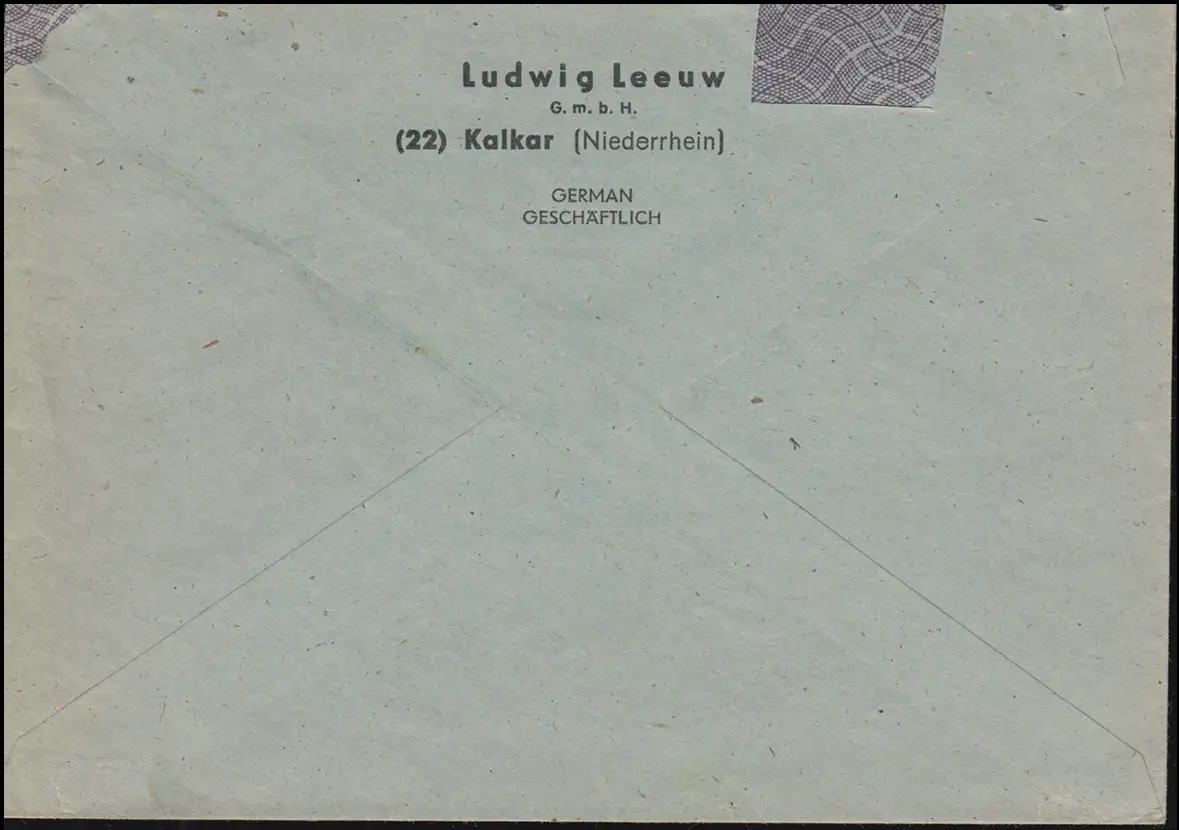 Ludwig Leeuw
G. m. b. H.
(22) Kalkar (Niederrhein)
GERMAN
GESCHÄFTLICH